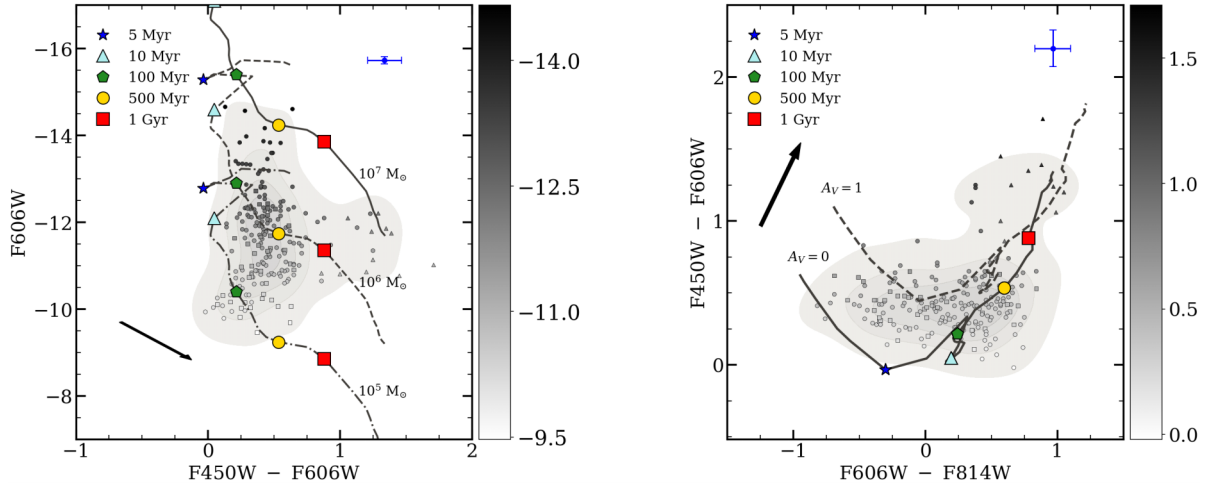 5 Myr
10 Myr
100 Myr
500 Myr
1 Gyr
−16
−14
−12
−10
−8
F606W
10⁷ M⊙
10⁶ M⊙
10⁵ M⊙
−1
0
1
2
F450W − F606W
−14.0
−12.5
−11.0
−9.5
5 Myr
10 Myr
100 Myr
500 Myr
1 Gyr
2
1
0
F450W − F606W
A_V = 1
A_V = 0
−1
0
1
F606W − F814W
1.5
1.0
0.5
0.0